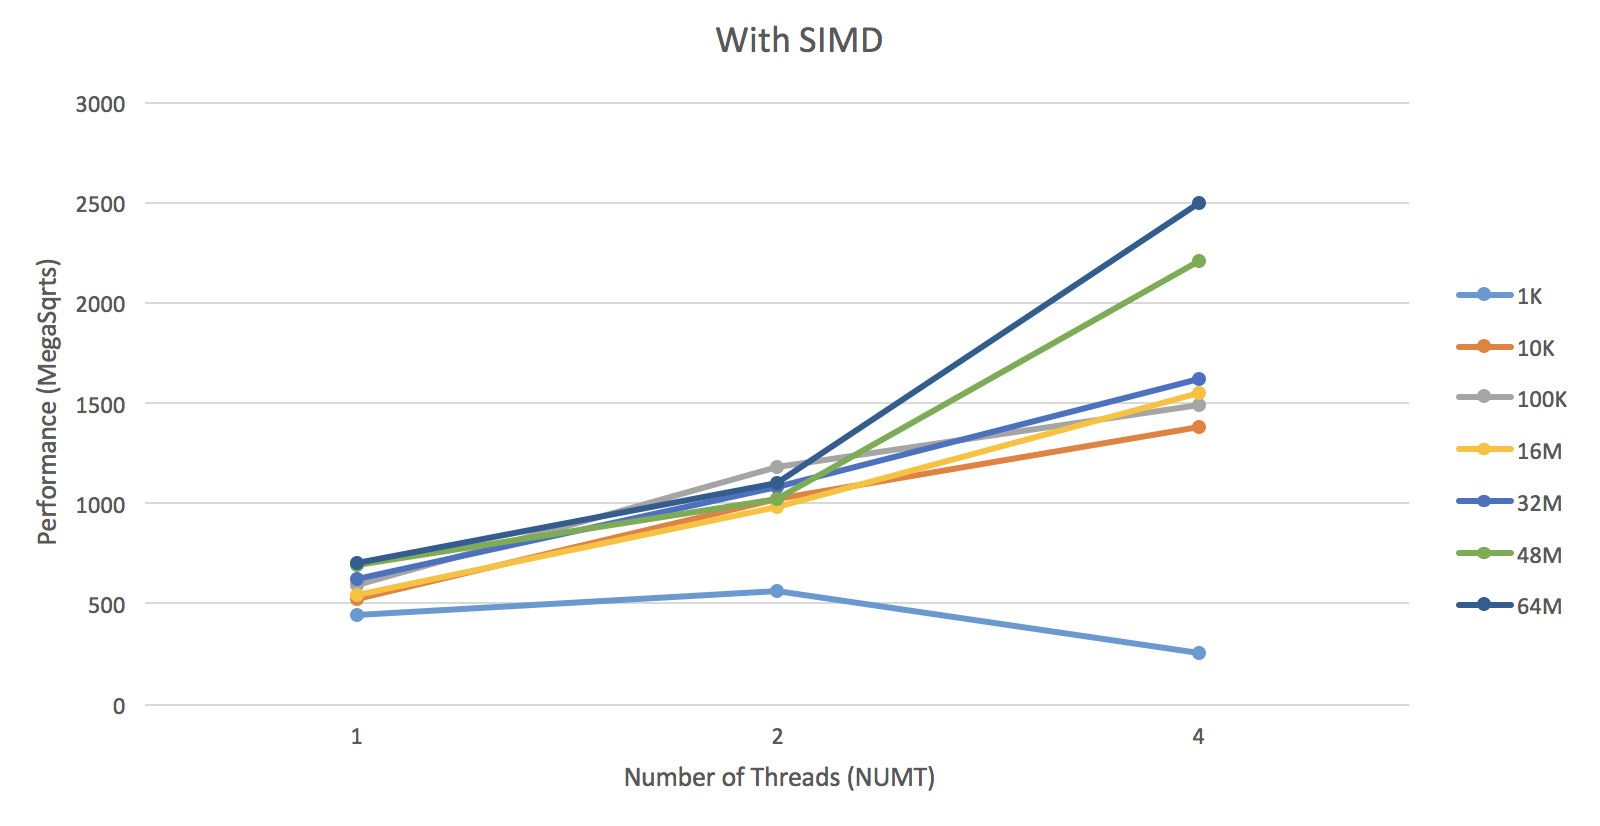 With SIMD
3000
2500
2000
1500
1000
500
0
Performance (MegaSqrts)
1 2 4
Number of Threads (NUMT)
1K
10K
100K
16M
32M
48M
64M